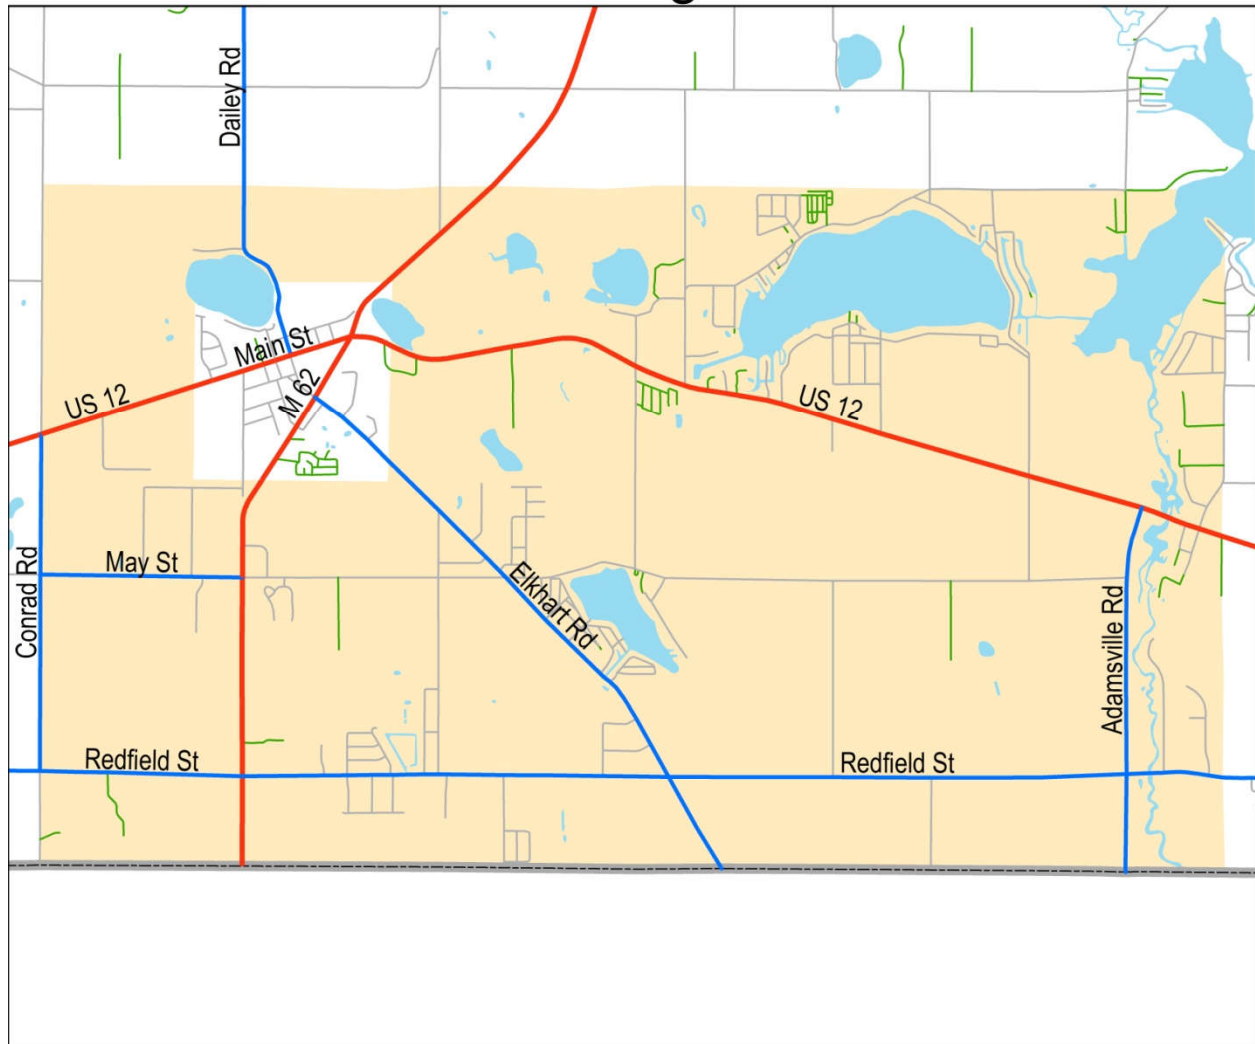 Dailey Rd
Main St
US 12
M 62
US 12
Conrad Rd
May St
Elkhart Rd
Adamsville Rd
Redfield St
Redfield St